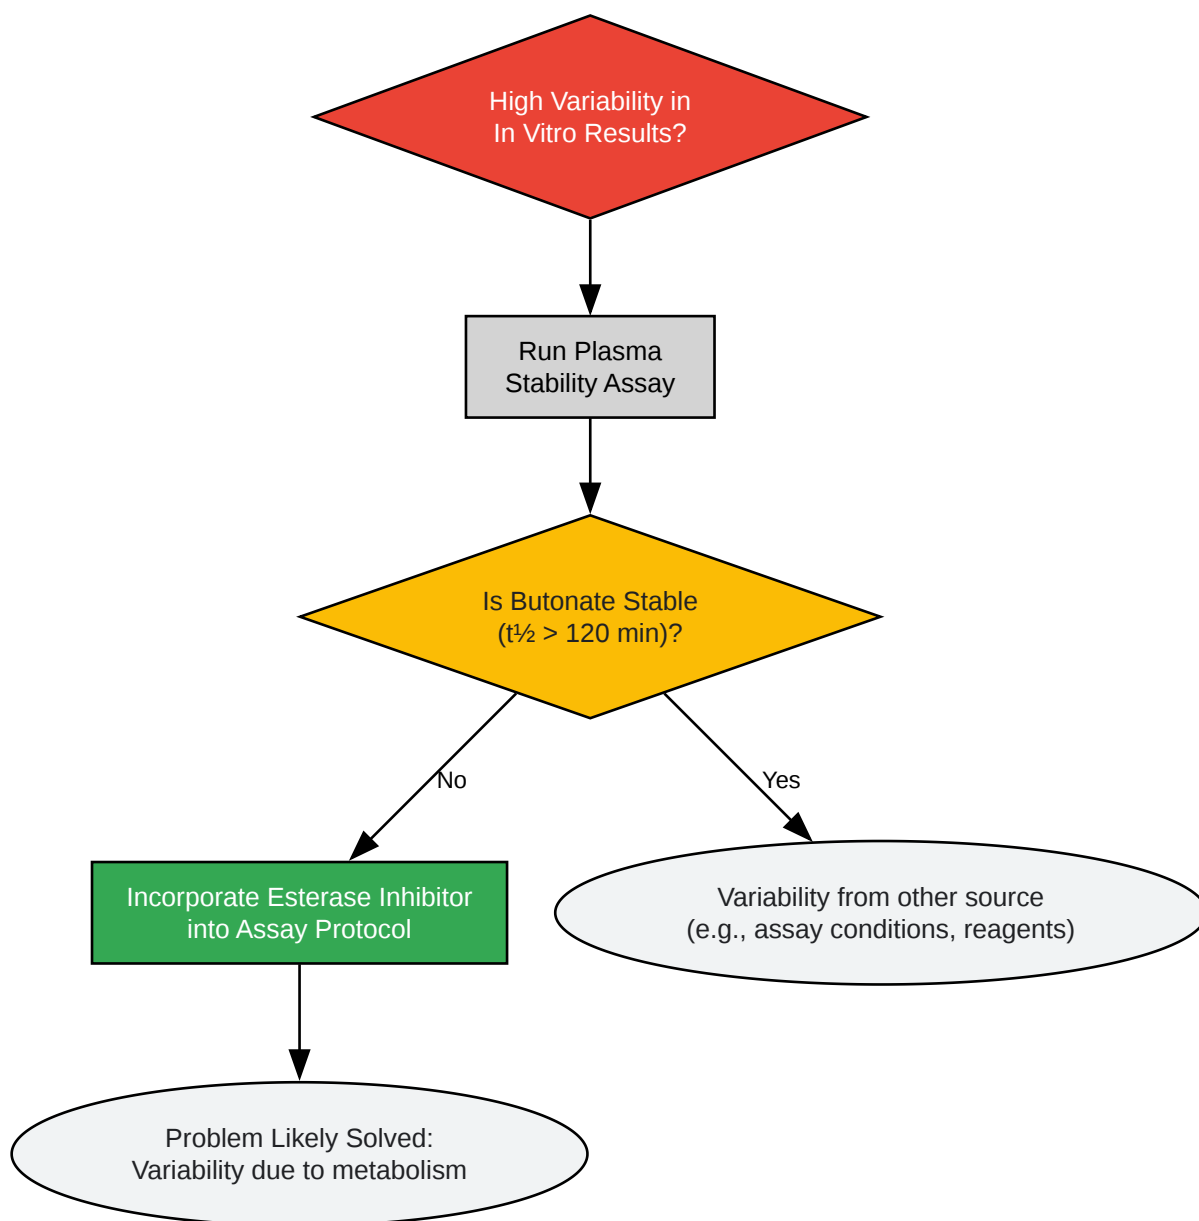 High Variability in
In Vitro Results?
Run Plasma
Stability Assay
Is Butonate Stable
(t½ > 120 min)?
No
Yes
Incorporate Esterase Inhibitor
into Assay Protocol
Variability from other source
(e.g., assay conditions, reagents)
Problem Likely Solved:
Variability due to metabolism